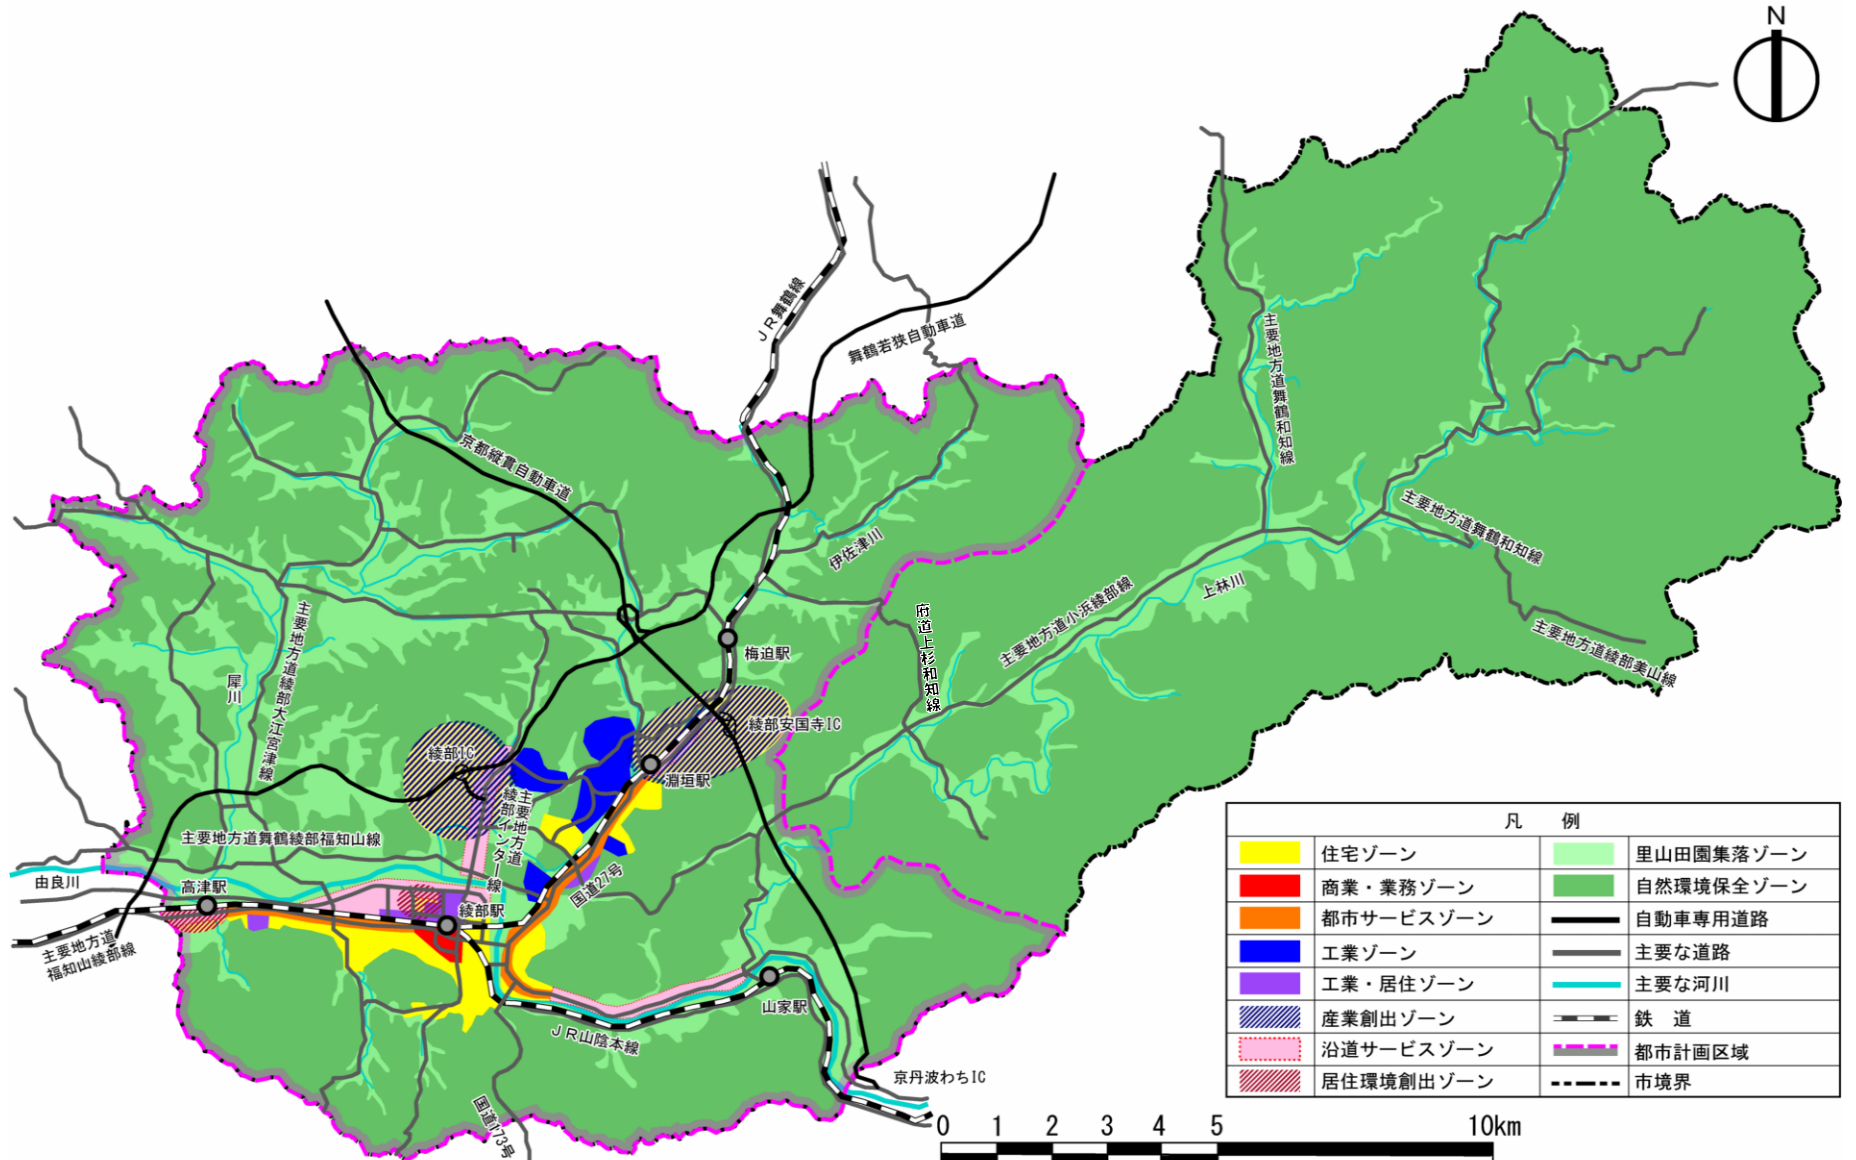 N
JR舞鶴線
舞鶴若狭自動車道
主要地方道舞鶴和知線
京都縦貫自動車道
主要地方道舞鶴和知線
伊佐津川
上林川
主要地方道小浜綾部線
府道上杉和知線
主要地方道綾部美山線
主要地方道綾部大江宮津線
犀川
梅迫駅
綾部安国寺IC
綾部IC
淵垣駅
主要地方道
綾部インター線
主要地方道舞鶴綾部福知山線
由良川
高津駅
綾部駅
国道27号
主要地方道
福知山綾部線
山家駅
JR山陰本線
京丹波わちIC
国道173号
凡 例
住宅ゾーン
里山田園集落ゾーン
商業・業務ゾーン
自然環境保全ゾーン
都市サービスゾーン
自動車専用道路
工業ゾーン
主要な道路
工業・居住ゾーン
主要な河川
産業創出ゾーン
鉄 道
沿道サービスゾーン
都市計画区域
居住環境創出ゾーン
市境界
0 1 2 3 4 5 10km